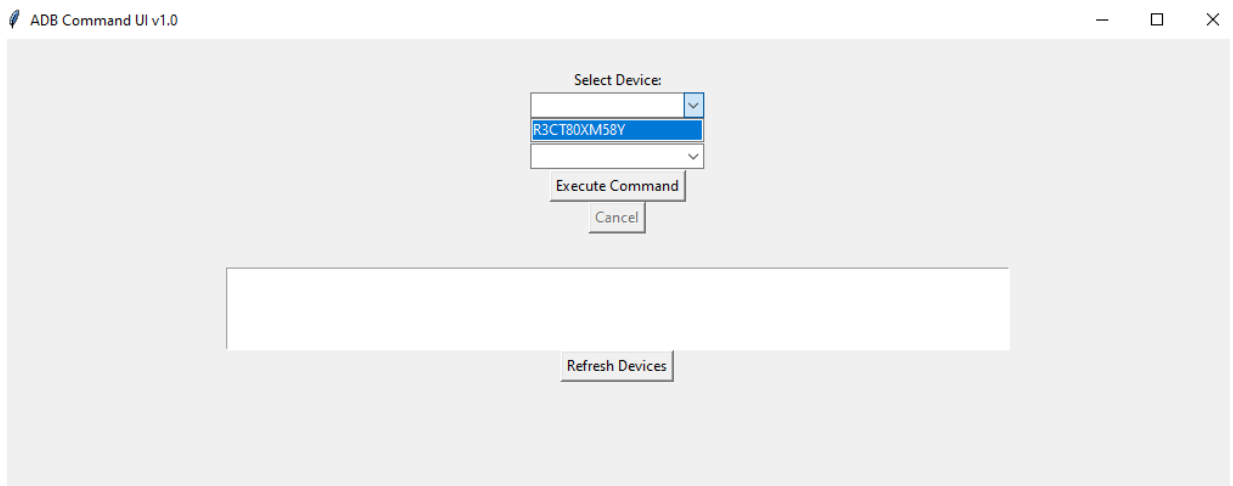 ADB Command UI v1.0
Select Device:
R3CT80XM58Y
Execute Command
Cancel
Refresh Devices